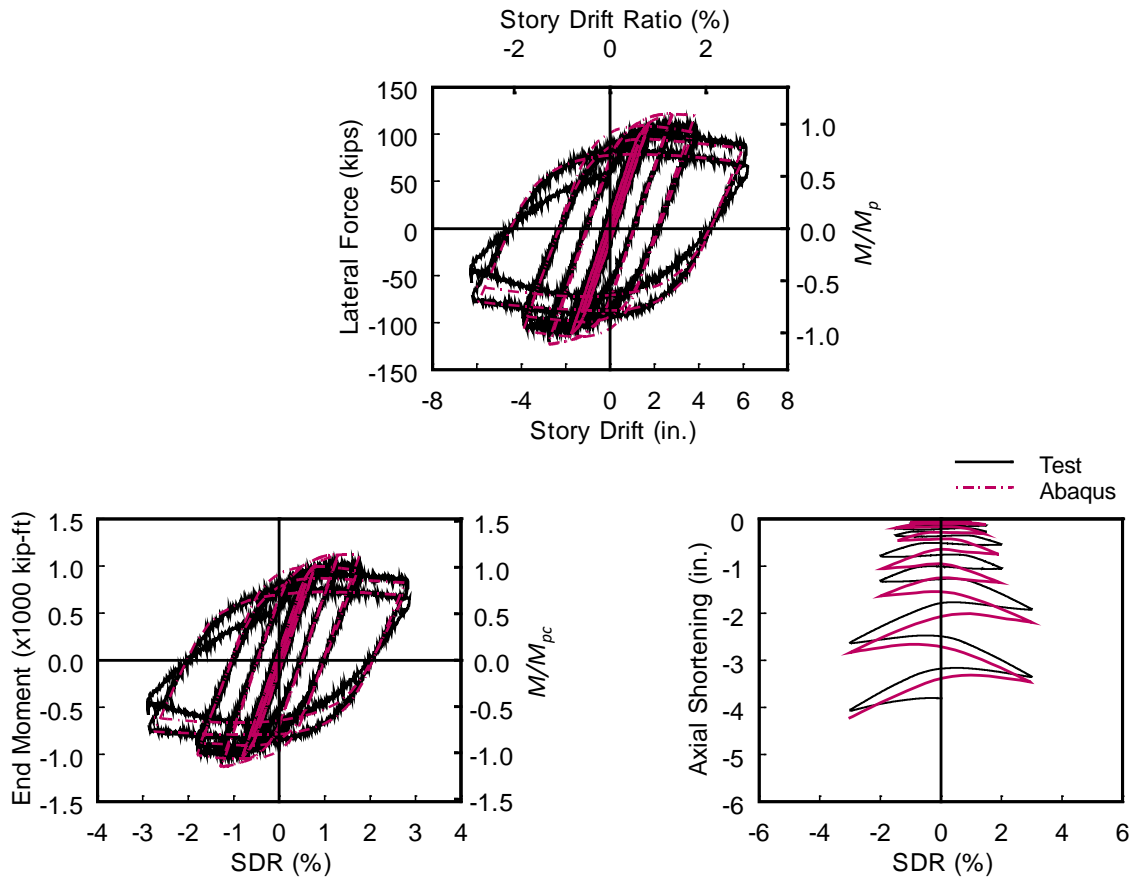 Story Drift Ratio (%)
-2 0 2
150
100
50
0
-50
-100
-150
Lateral Force (kips)
1.0
0.5
0.0
-0.5
-1.0
M/Mp
-8 -4 0 2 4 6 8
Story Drift (in.)
Test
Abaqus
1.5
1.0
0.5
0.0
-0.5
-1.0
-1.5
End Moment (x1000 kip-ft)
1.5
1.0
0.5
0.0
-0.5
-1.0
-1.5
M/Mpc
-4 -3 -2 -1 0 1 2 3 4
SDR (%)
0
-1
-2
-3
-4
-5
-6
Axial Shortening (in.)
-6 -4 -2 0 2 4 6
SDR (%)